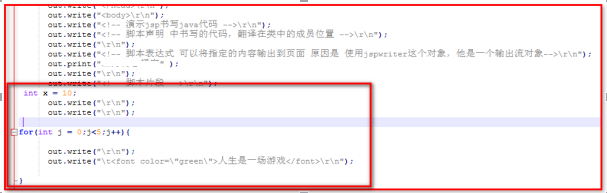 out.write("</head>\r\n");
out.write("<body>\r\n");
out.write("<!-- 演示jsp书写java代码 -->\r\n");
out.write("<!-- 脚本声明 中书写的代码，翻译在类中的成员位置 -->\r\n");
out.write("\r\n");
out.write("<!-- 脚本表达式 可以将指定的内容输出到页面 原因是 使用jspwriter这个对象，他是一个输出流对象-->\r\n");
out.print(" " );
out.write("\r\n");
out.write("<!-- 脚本片段 -->\r\n");
int x = 10;
out.write("\r\n");
out.write("\r\n");
for(int j = 0;j<5;j++){
out.write("\r\n");
out.write("\t<font color=\"green\">人生是一场游戏</font>\r\n");
}